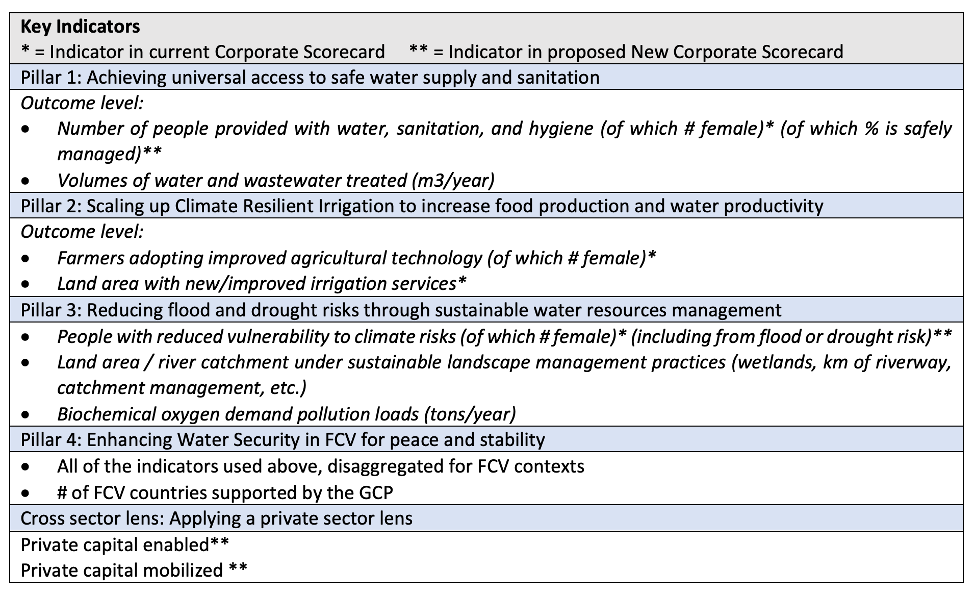 Key Indicators
* = Indicator in current Corporate Scorecard ** = Indicator in proposed New Corporate Scorecard
Pillar 1: Achieving universal access to safe water supply and sanitation
Outcome level:
• Number of people provided with water, sanitation, and hygiene (of which # female)* (of which % is safely
managed)**
• Volumes of water and wastewater treated (m3/year)
Pillar 2: Scaling up Climate Resilient Irrigation to increase food production and water productivity
Outcome level:
• Farmers adopting improved agricultural technology (of which # female)*
• Land area with new/improved irrigation services*
Pillar 3: Reducing flood and drought risks through sustainable water resources management
• People with reduced vulnerability to climate risks (of which # female)* (including from flood or drought risk)**
• Land area / river catchment under sustainable landscape management practices (wetlands, km of riverway,
catchment management, etc.)
• Biochemical oxygen demand pollution loads (tons/year)
Pillar 4: Enhancing Water Security in FCV for peace and stability
• All of the indicators used above, disaggregated for FCV contexts
• # of FCV countries supported by the GCP
Cross sector lens: Applying a private sector lens
Private capital enabled**
Private capital mobilized **